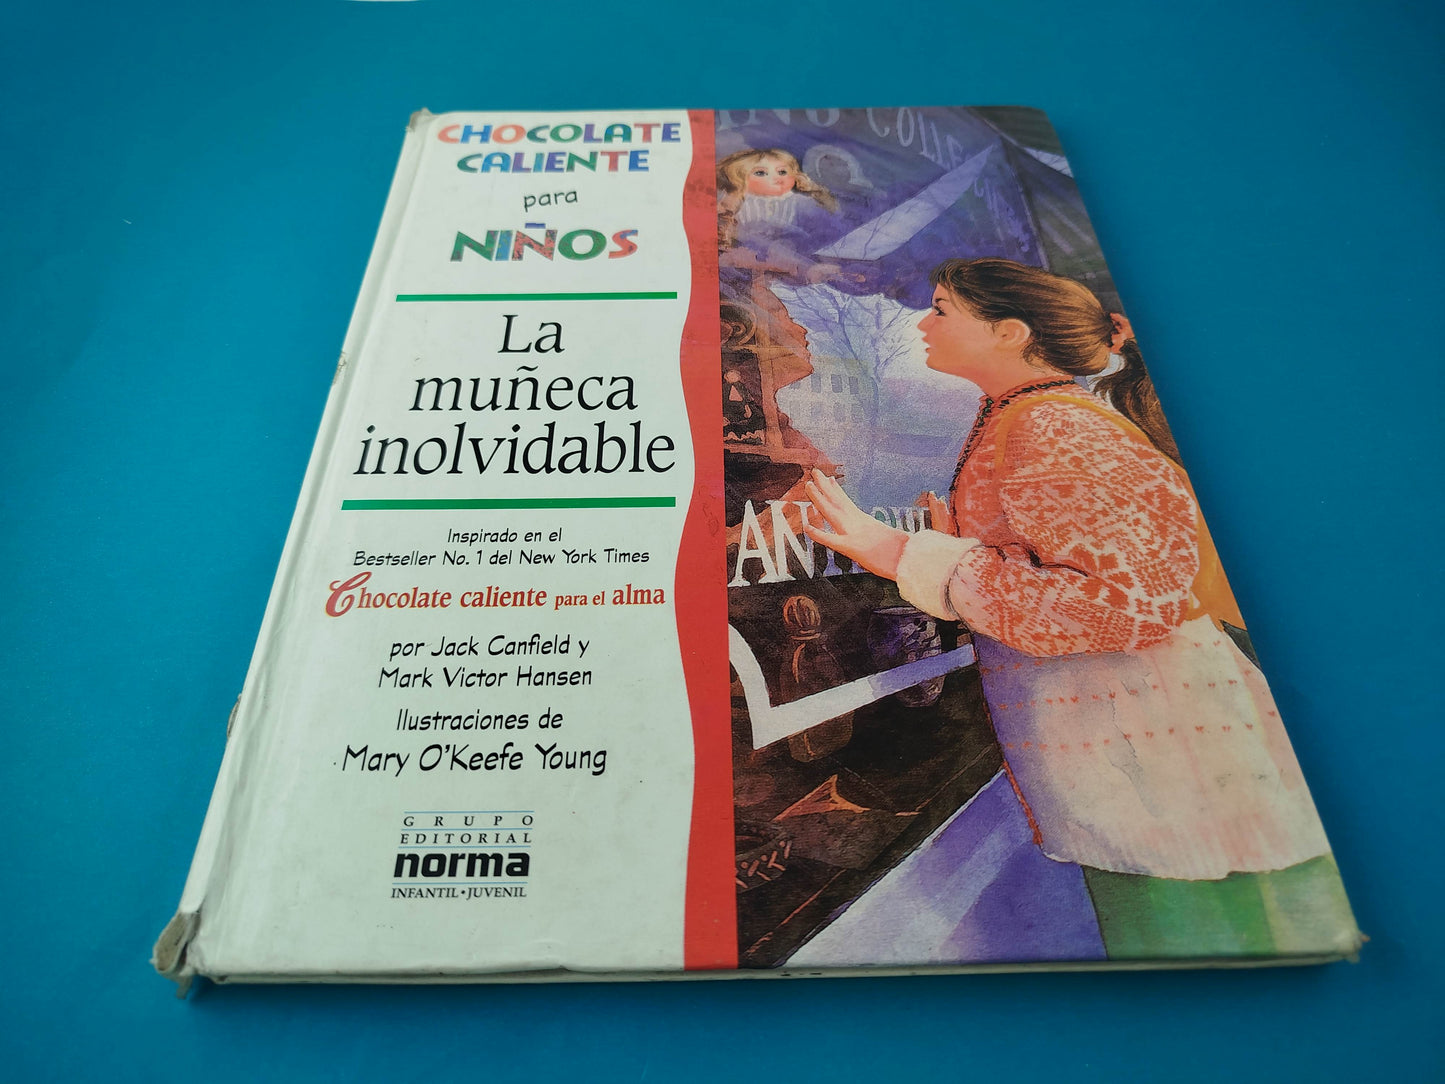 CHOCOLATE
CALIENTE
para
NIÑOS
La
muñeca
inolvidable
Inspirado en el
Bestseller No. 1 del New York Times
Chocolate caliente para el alma
por Jack Canfield y
Mark Victor Hansen
Ilustraciones de
Mary O'Keefe Young
GRUPO
EDITORIAL
norma
INFANTIL • JUVENIL